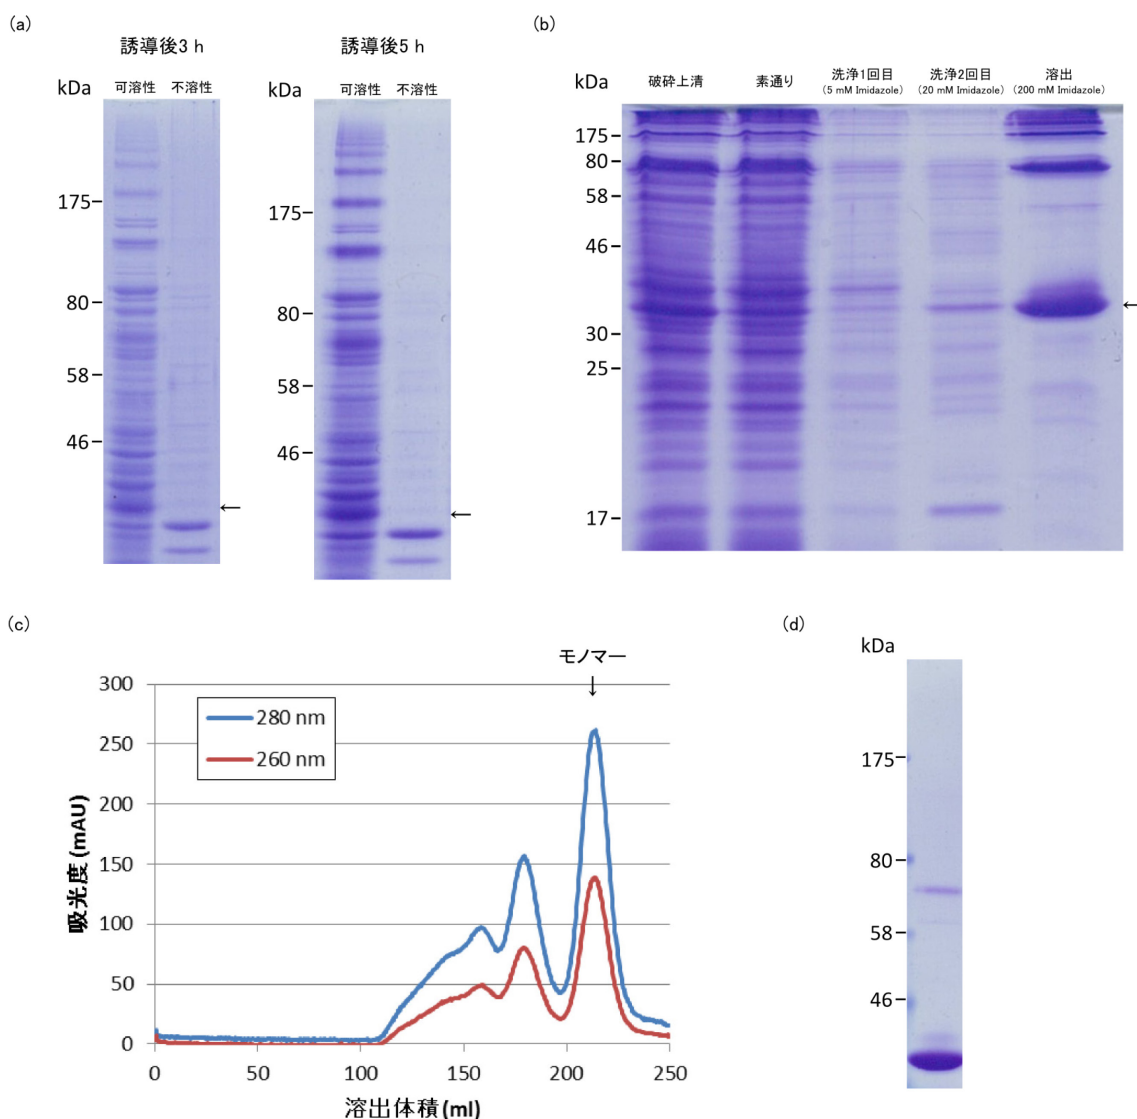 (a)
誘導後3 h
kDa 可溶性 不溶性
175
80
58
46
←
誘導後5 h
可溶性 不溶性
kDa
175
80
58
46
←
(b)
kDa
破砕上清 素通り 洗浄1回目 洗浄2回目 溶出
(5 mM Imidazole) (20 mM Imidazole) (200 mM Imidazole)
175
80
58
46
30
25
17
←
(c)
モノマー
↓
300
250
200
150
100
50
0
280 nm
260 nm
吸光度 (mAU)
0 50 100 150 200 250
溶出体積 (ml)
(d)
kDa
175
80
58
46